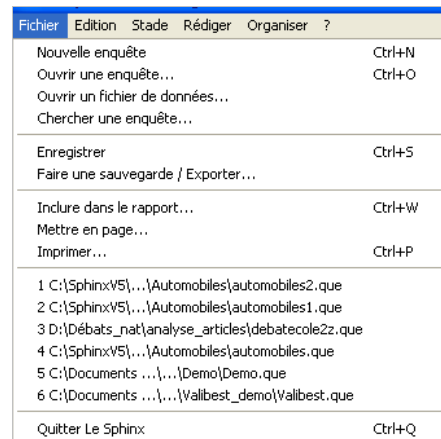 Fichier Edition Stade Rédiger Organiser ?
Nouvelle enquête Ctrl+N
Ouvrir une enquête... Ctrl+O
Ouvrir un fichier de données...
Chercher une enquête...
Enregistrer Ctrl+S
Faire une sauvegarde / Exporter...
Inclure dans le rapport... Ctrl+W
Mettre en page...
Imprimer... Ctrl+P
1 C:\SphinxV5\...\Automobiles\automobiles2.que
2 C:\SphinxV5\...\Automobiles\automobiles1.que
3 D:\Débats_nat\analyse_articles\debatecole2z.que
4 C:\SphinxV5\...\Automobiles\automobiles.que
5 C:\Documents ...\...\Demo\Demo.que
6 C:\Documents ...\...\Valibest_demo\Valibest.que
Quitter Le Sphinx Ctrl+Q